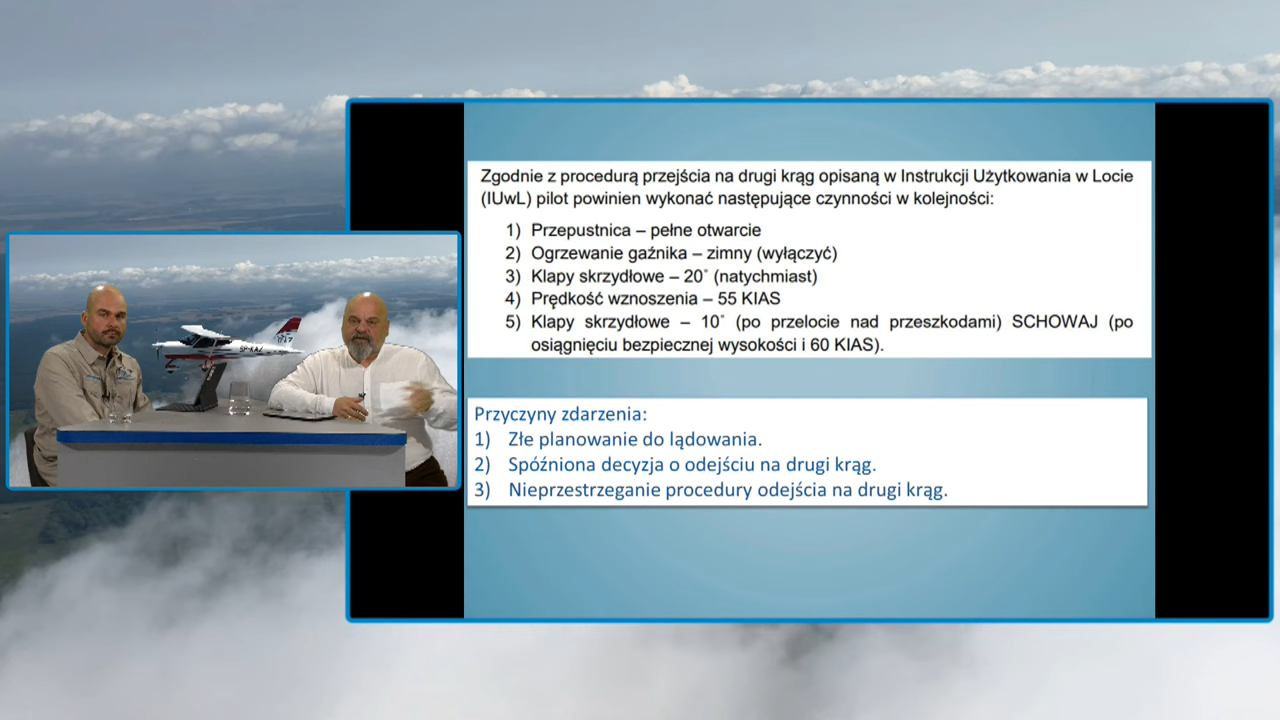 Zgodnie z procedurą przejścia na drugi krąg opisaną w Instrukcji Użytkowania w Locie
(IUwL) pilot powinien wykonać następujące czynności w kolejności:
1) Przepustnica – pełne otwarcie
2) Ogrzewanie gaźnika – zimny (wyłączyć)
3) Klapy skrzydłowe – 20˚ (natychmiast)
4) Prędkość wznoszenia – 55 KIAS
5) Klapy skrzydłowe – 10˚ (po przelocie nad przeszkodami) SCHOWAJ (po
osiągnięciu bezpiecznej wysokości i 60 KIAS).
Przyczyny zdarzenia:
1) Złe planowanie do lądowania.
2) Spóźniona decyzja o odejściu na drugi krąg.
3) Nieprzestrzeganie procedury odejścia na drugi krąg.
SP-KAZ